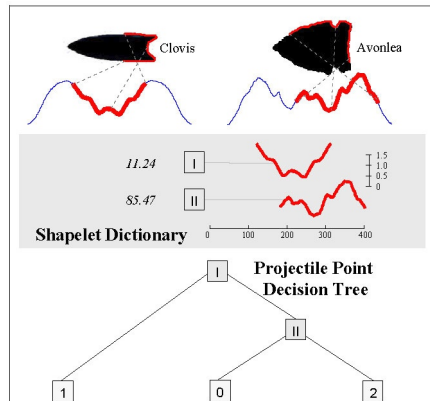 Clovis
Avonlea
11.24 I
1.5
1.0
0.5
0
85.47 II
Shapelet Dictionary
0 100 200 300 400
I
Projectile Point
Decision Tree
II
1 0 2